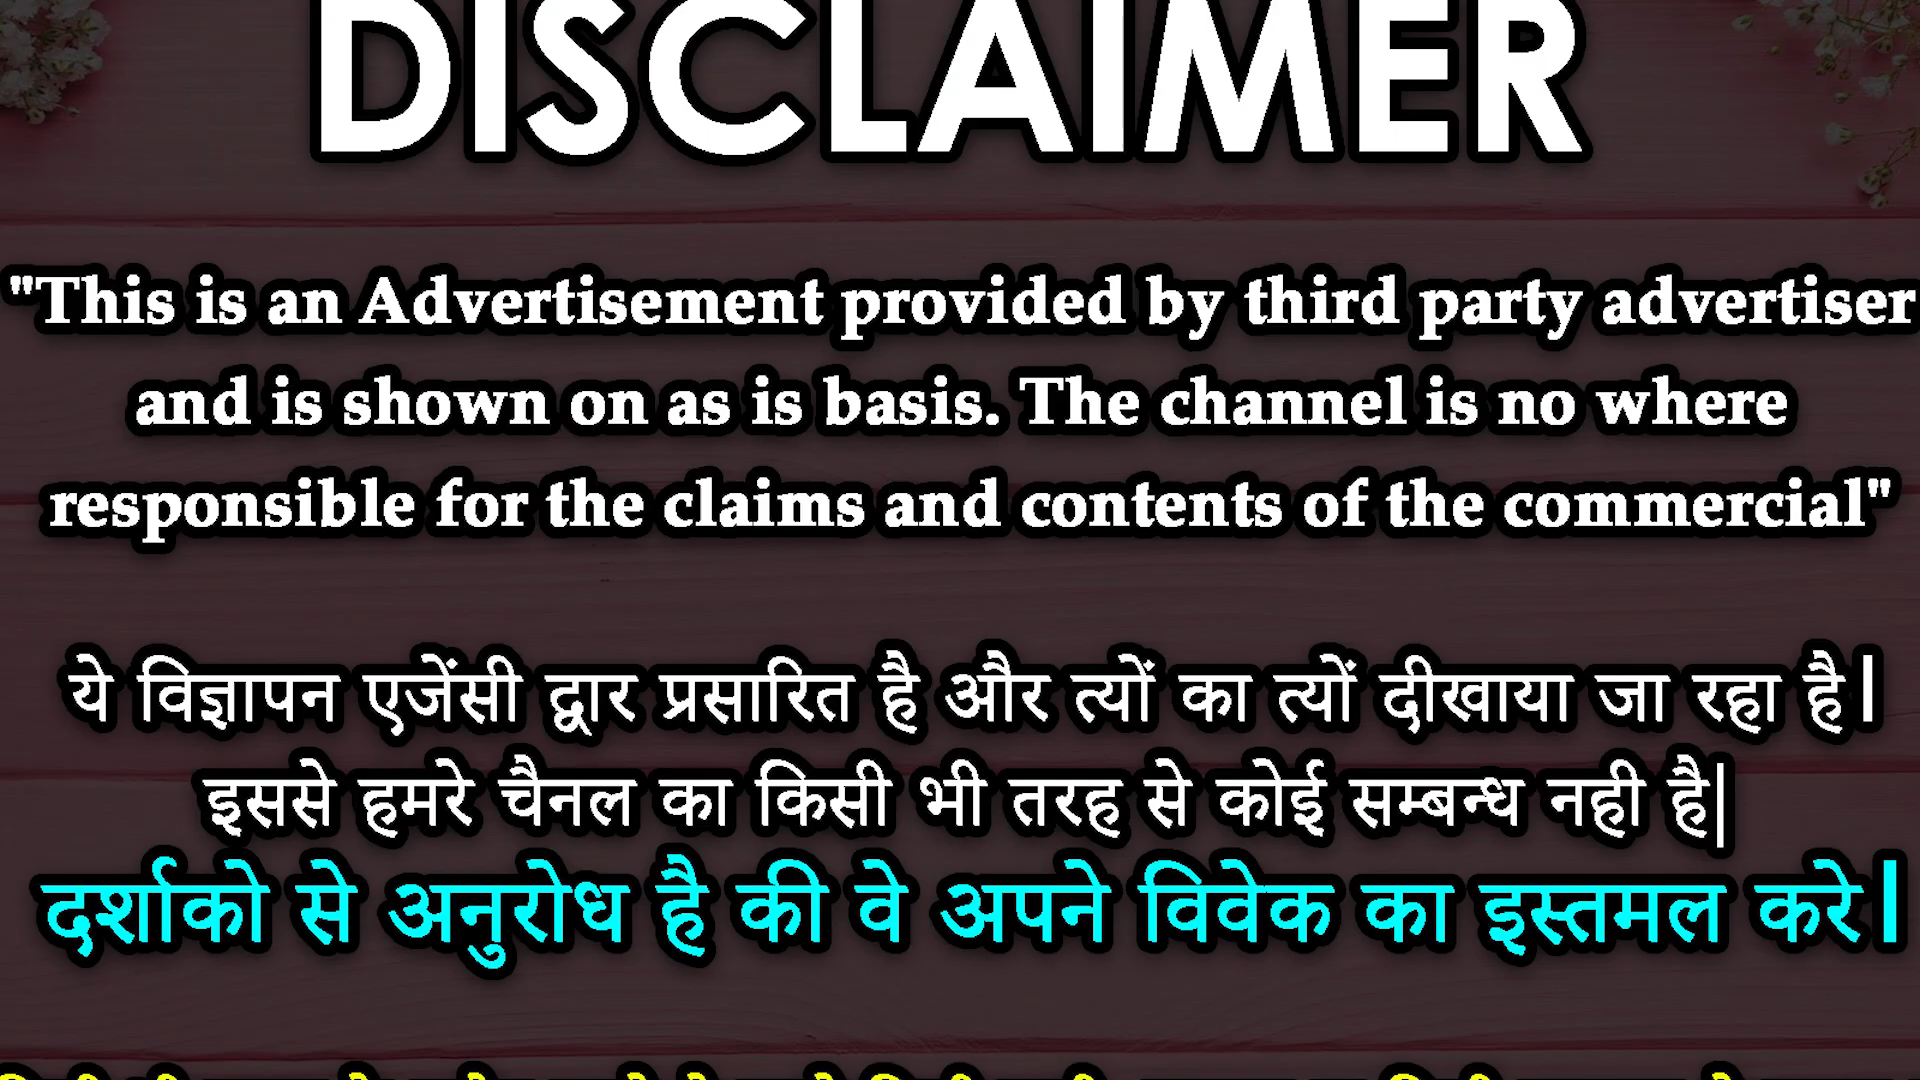 DISCLAIMER
"This is an Advertisement provided by third party advertiser
and is shown on as is basis. The channel is no where
responsible for the claims and contents of the commercial"
ये विज्ञापन एजेंसी द्वार प्रसारित है और त्यों का त्यों दीखाया जा रहा है।
इससे हमरे चैनल का किसी भी तरह से कोई सम्बन्ध नही है|
दर्शाको से अनुरोध है की वे अपने विवेक का इस्तमल करे।